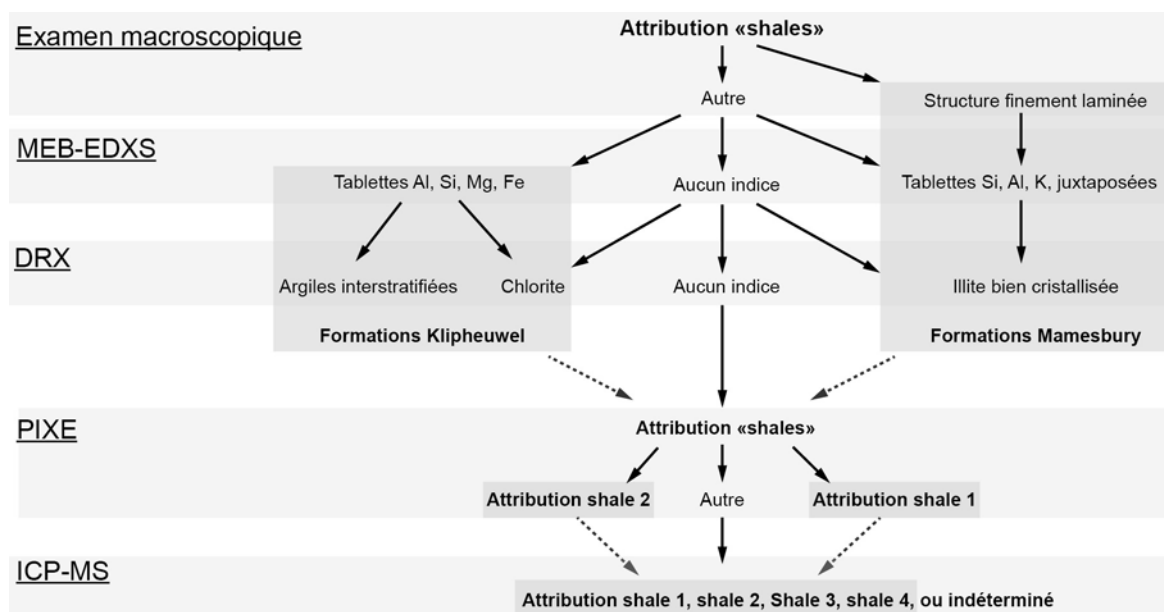 Examen macroscopique
Attribution «shales»
Autre
Structure finement laminée
MEB-EDXS
Tablettes Al, Si, Mg, Fe
Aucun indice
Tablettes Si, Al, K, juxtaposées
DRX
Argiles interstratifiées
Chlorite
Aucun indice
Illite bien cristallisée
Formations Klipheuwel
Formations Mamesbury
PIXE
Attribution «shales»
Attribution shale 2
Autre
Attribution shale 1
ICP-MS
Attribution shale 1, shale 2, Shale 3, shale 4, ou indéterminé